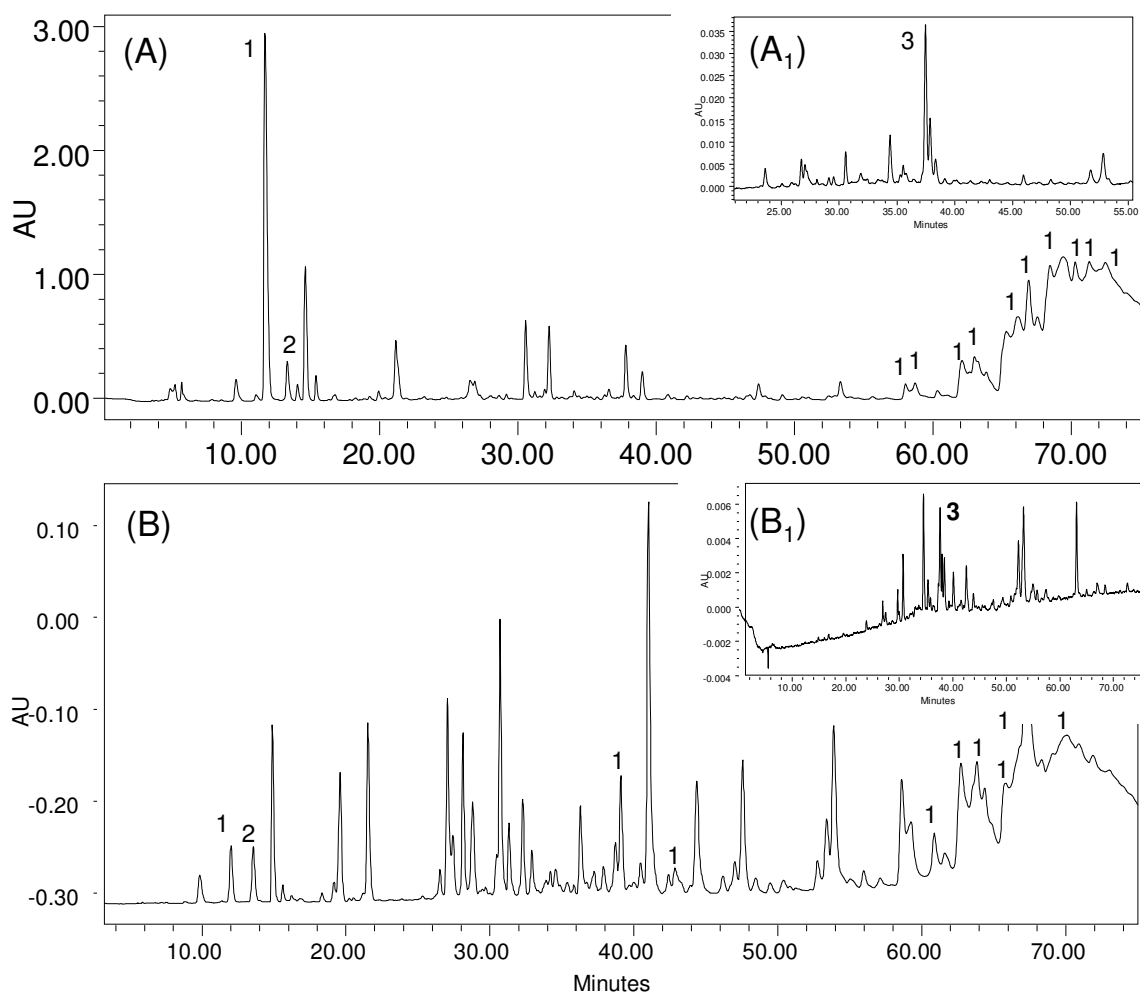 (A)
AU
3.00
2.00
1.00
0.00
1
2
1 1 1 1 1 1 1 11 1
10.00 20.00 30.00 40.00 50.00 60.00 70.00
(A1)
AU
0.035
0.030
0.025
0.020
0.015
0.010
0.005
0.000
3
25.00 30.00 35.00 40.00 45.00 50.00 55.00
Minutes
(B)
AU
0.10
0.00
-0.10
-0.20
-0.30
1 2 1 1 1 1 1 1 1 1
10.00 20.00 30.00 40.00 50.00 60.00 70.00
Minutes
(B1)
AU
0.006
0.004
0.002
0.000
-0.002
-0.004
3
10.00 20.00 30.00 40.00 50.00 60.00 70.00
Minutes